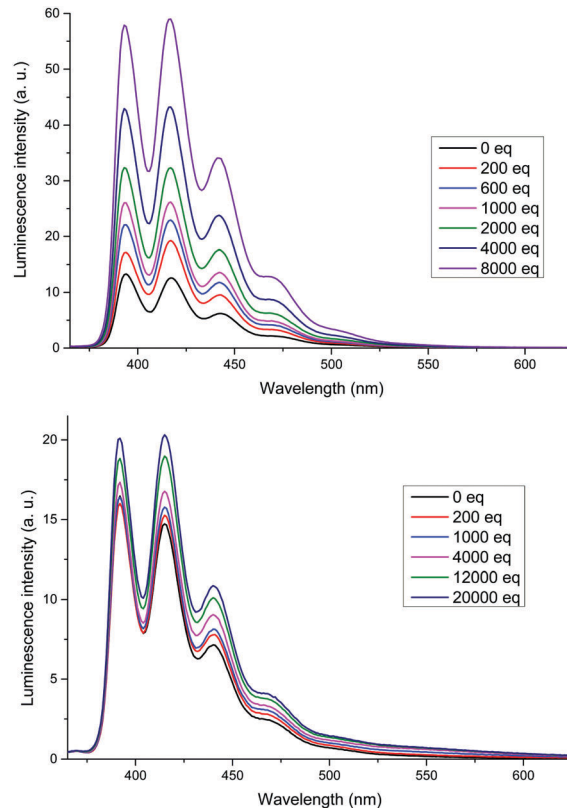 Luminescence intensity (a. u.)
60
50
40
30
20
10
0
0 eq
200 eq
600 eq
1000 eq
2000 eq
4000 eq
8000 eq
400 450 500 550 600
Wavelength (nm)
Luminescence intensity (a. u.)
20
15
10
5
0
0 eq
200 eq
1000 eq
4000 eq
12000 eq
20000 eq
400 450 500 550 600
Wavelength (nm)